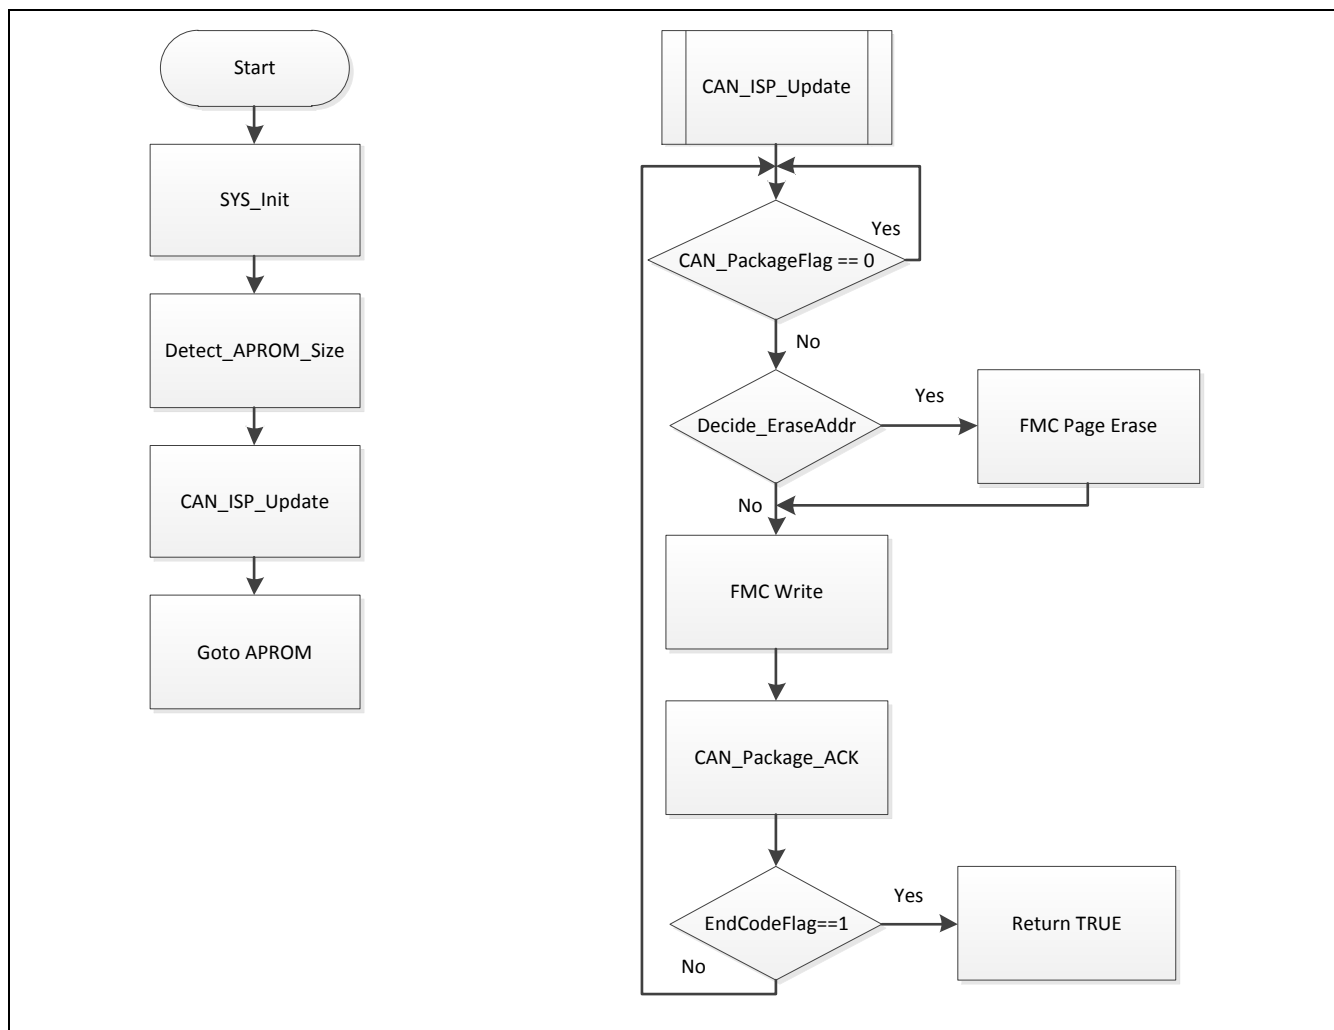 Start
SYS_Init
Detect_APROM_Size
CAN_ISP_Update
Goto APROM
CAN_ISP_Update
Yes
CAN_PackageFlag == 0
No
Yes
Decide_EraseAddr
FMC Page Erase
No
FMC Write
CAN_Package_ACK
Yes
EndCodeFlag==1
Return TRUE
No